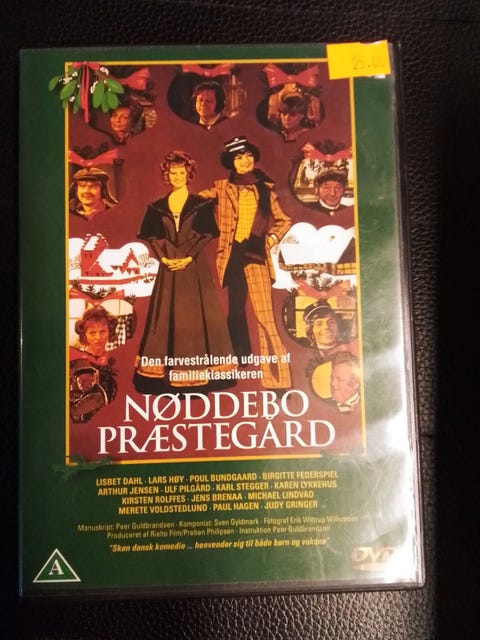 25.00
Den farvestrålende udgave af
familieklassikeren
NØDDEBO
PRÆSTEGÅRD
LISBET DAHL · LARS HØY · POUL BUNDGAARD · BIRGITTE FEDERSPIEL
ARTHUR JENSEN · ULF PILGÅRD · KARL STEGGER · KAREN LYKKEHUS
KIRSTEN ROLFFES · JENS BRENAA · MICHAEL LINDVAD
MERETE VOLDSTEDLUND · PAUL HAGEN · JUDY GRINGER ...
Manuskript: Peer Guldbrandsen · Komponist: Sven Gyldmark · Fotograf Erik Wittrup Willumsen
Produceret af Rialto Film/Preben Philipsen · Instruktion Peer Guldbrandsen
"Skøn dansk komedie ... henvender sig til både børn og voksne"
A
DVD